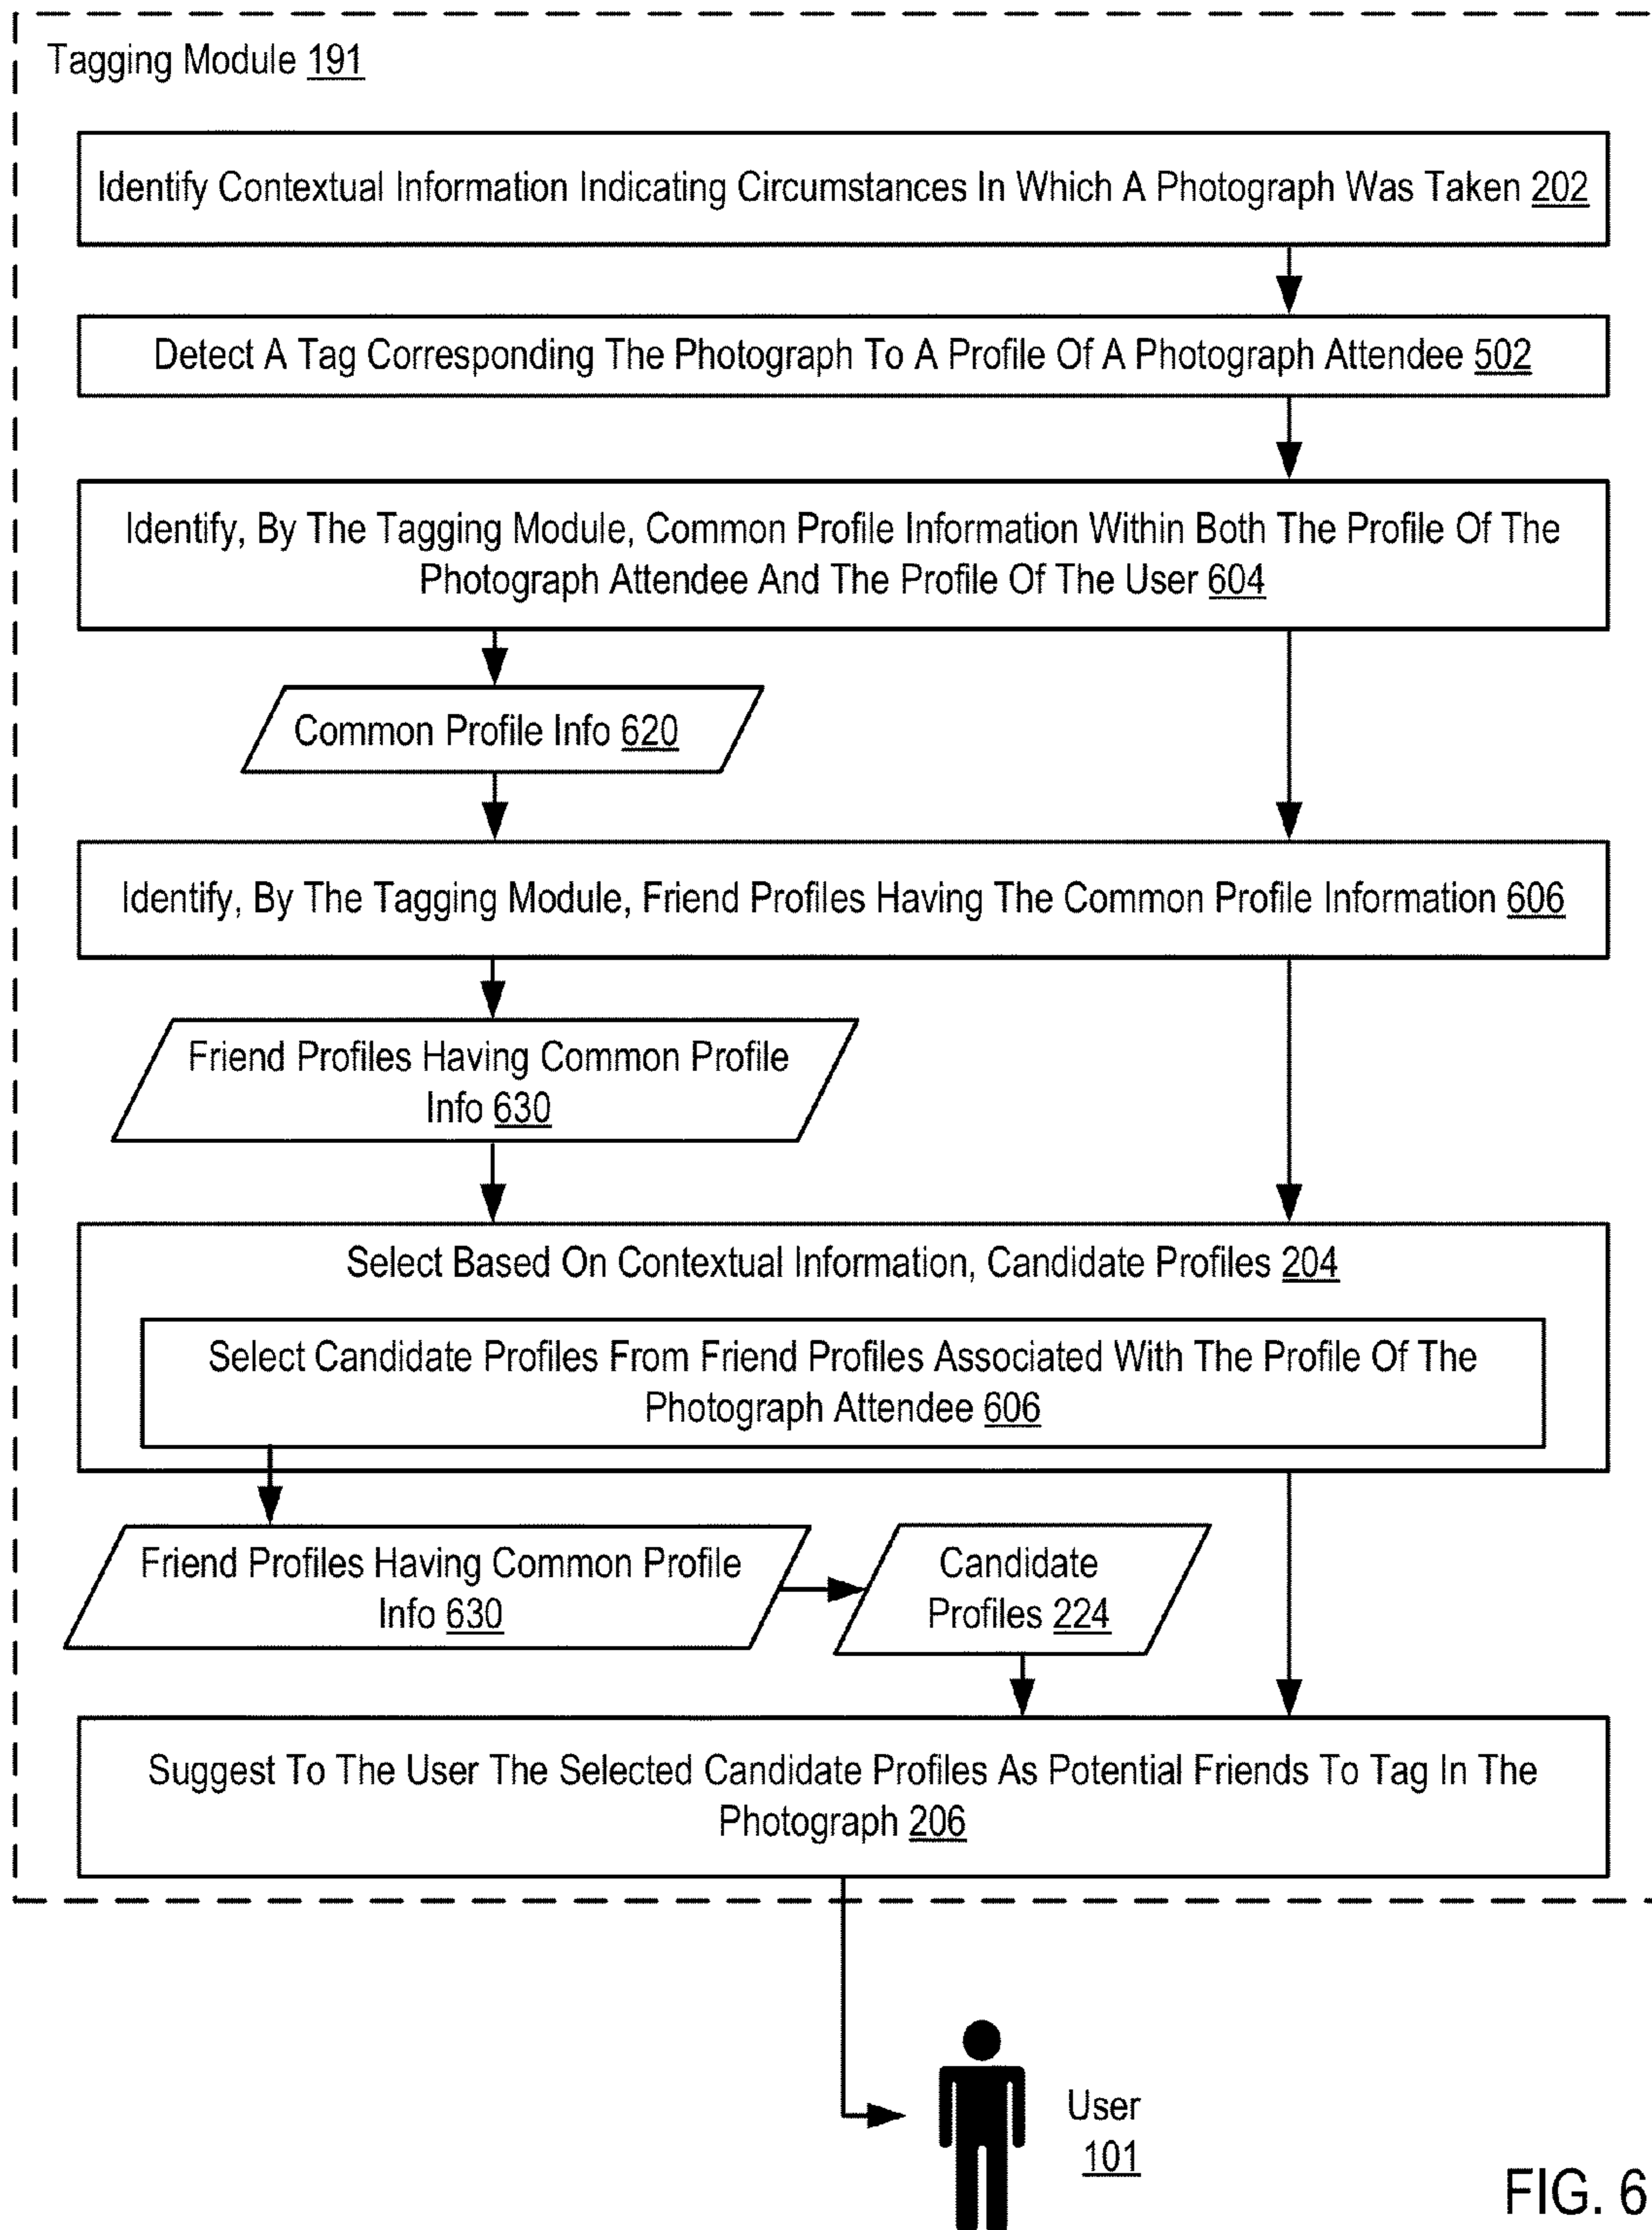 Tagging Module 191
Identify Contextual Information Indicating Circumstances In Which A Photograph Was Taken 202
Detect A Tag Corresponding The Photograph To A Profile Of A Photograph Attendee 502
Identify, By The Tagging Module, Common Profile Information Within Both The Profile Of The
Photograph Attendee And The Profile Of The User 604
Common Profile Info 620
Identify, By The Tagging Module, Friend Profiles Having The Common Profile Information 606
Friend Profiles Having Common Profile
Info 630
Select Based On Contextual Information, Candidate Profiles 204
Select Candidate Profiles From Friend Profiles Associated With The Profile Of The
Photograph Attendee 606
Friend Profiles Having Common Profile
Info 630
Candidate
Profiles 224
Suggest To The User The Selected Candidate Profiles As Potential Friends To Tag In The
Photograph 206
User
101
FIG. 6